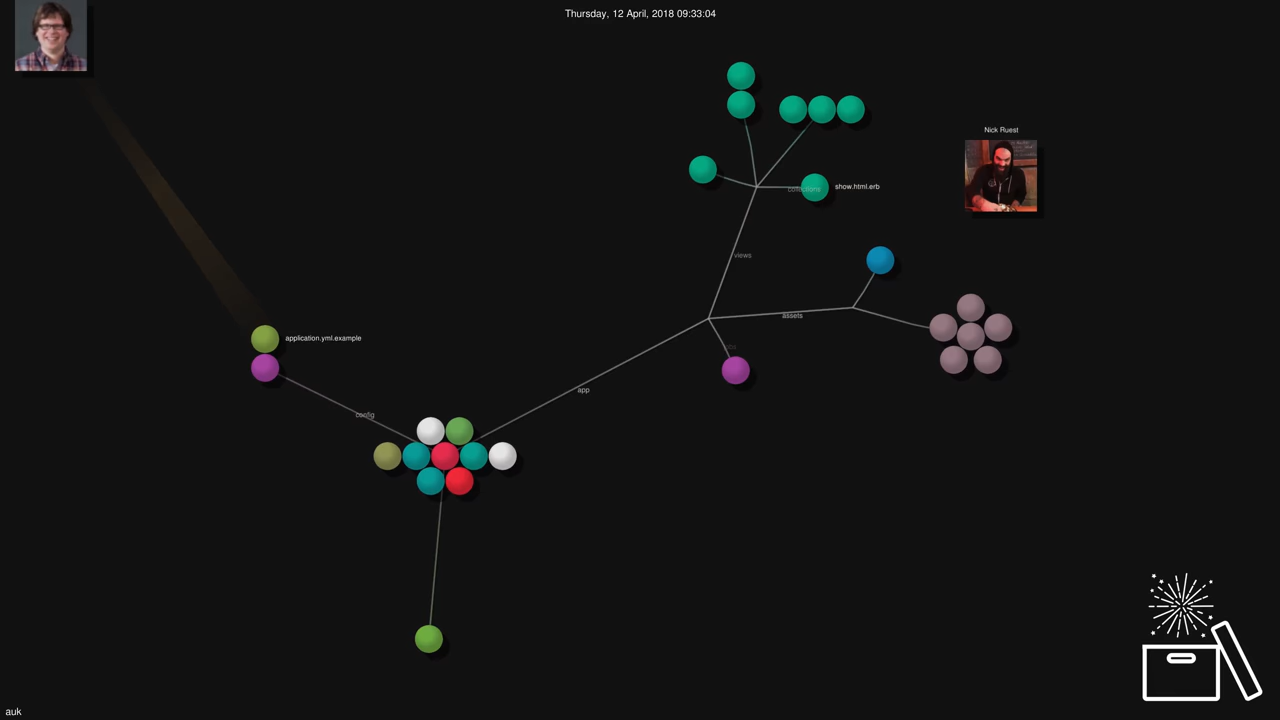 Thursday, 12 April, 2018 09:33:04
Nick Ruest
collections
show.html.erb
views
assets
application.yml.example
app
config
auk